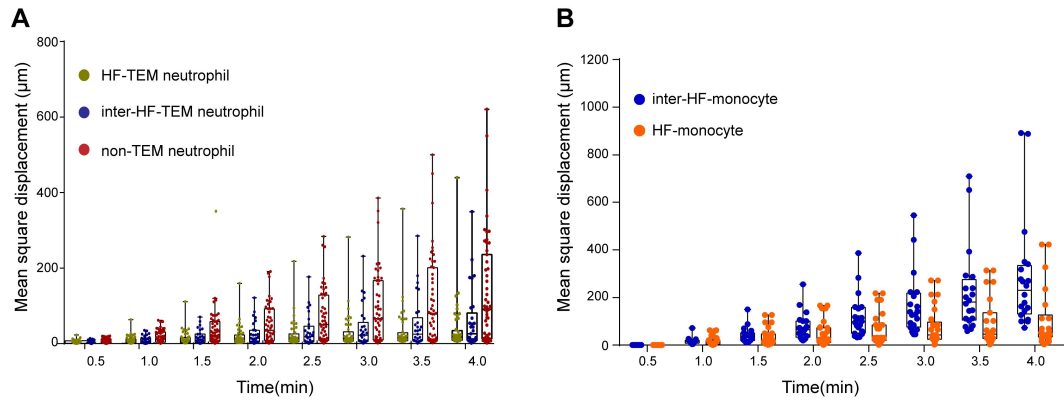 A
Mean square displacement (μm)
800
600
400
200
0
HF-TEM neutrophil
inter-HF-TEM neutrophil
non-TEM neutrophil
0.5 1.0 1.5 2.0 2.5 3.0 3.5 4.0
Time(min)
B
Mean square displacement (μm)
1200
1000
800
600
400
200
0
inter-HF-monocyte
HF-monocyte
0.5 1.0 1.5 2.0 2.5 3.0 3.5 4.0
Time(min)